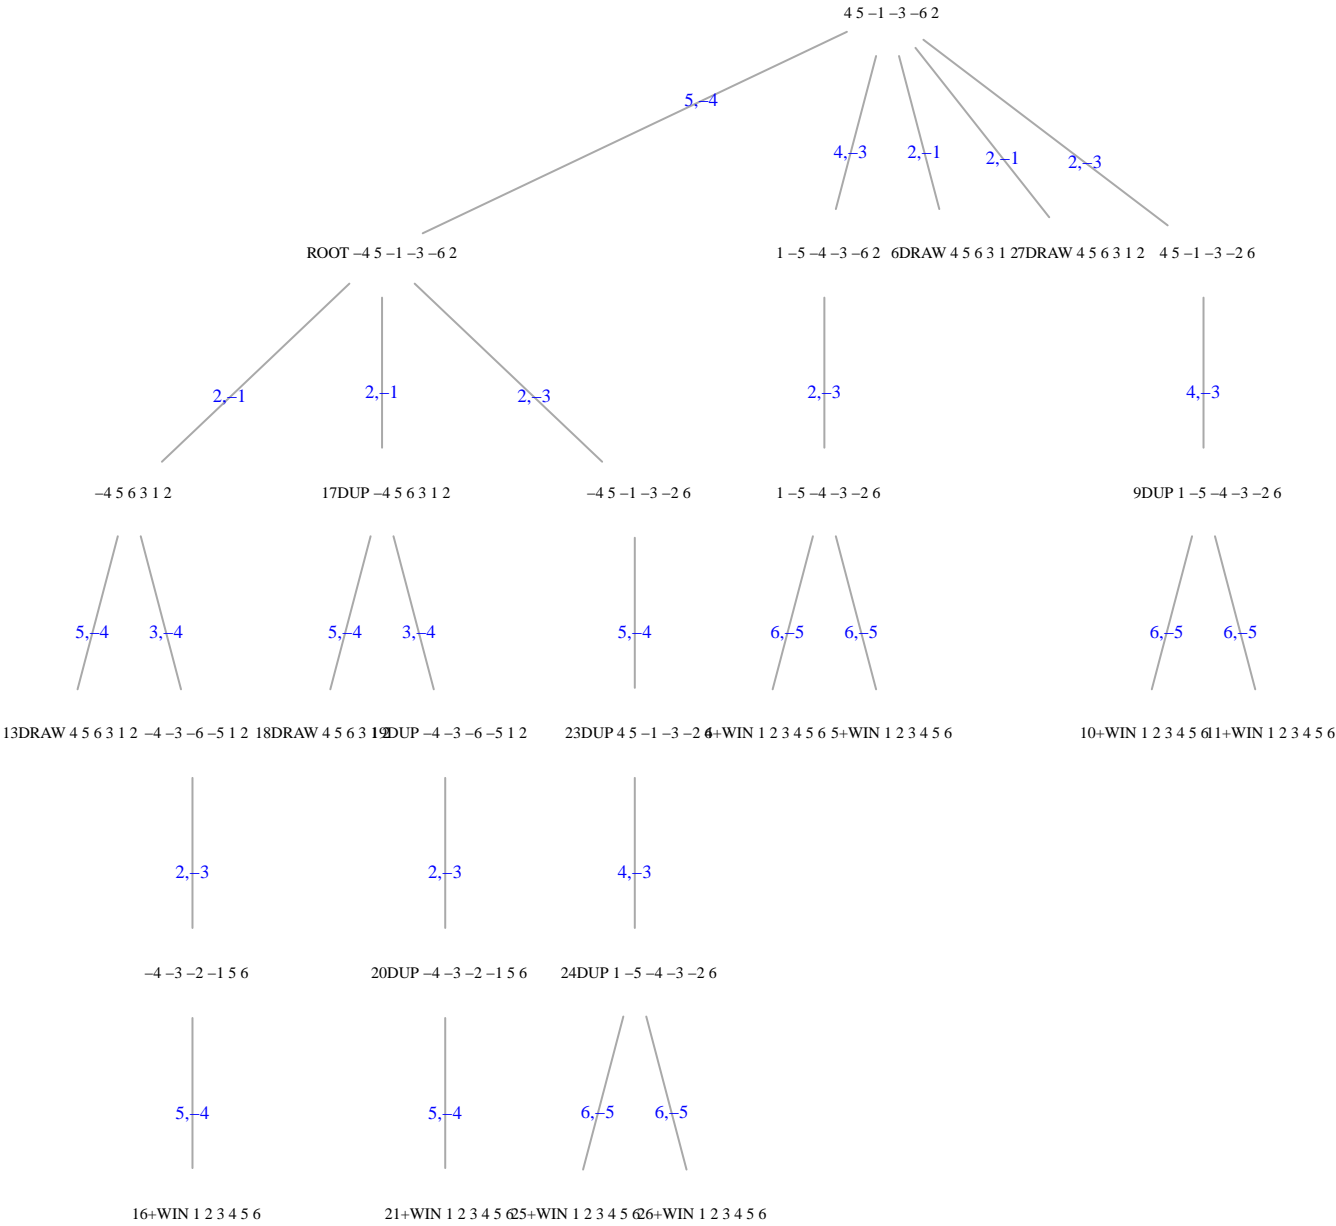 4 5 −1 −3 −6 2
5,−4
4,−3 2,−1 2,−1 2,−3
ROOT −4 5 −1 −3 −6 2 1 −5 −4 −3 −6 2 6DRAW 4 5 6 3 1 2 7DRAW 4 5 6 3 1 2 4 5 −1 −3 −2 6
2,−1 2,−1 2,−3 2,−3 4,−3
−4 5 6 3 1 2 17DUP −4 5 6 3 1 2 −4 5 −1 −3 −2 6 1 −5 −4 −3 −2 6 9DUP 1 −5 −4 −3 −2 6
5,−4 3,−4 5,−4 3,−4 5,−4 6,−5 6,−5 6,−5 6,−5
13DRAW 4 5 6 3 1 2 −4 −3 −6 −5 1 2 18DRAW 4 5 6 3 1 2 19DUP −4 −3 −6 −5 1 2 23DUP 4 5 −1 −3 −2 6 4+WIN 1 2 3 4 5 6 5+WIN 1 2 3 4 5 6 10+WIN 1 2 3 4 5 6 11+WIN 1 2 3 4 5 6
2,−3 2,−3 4,−3
−4 −3 −2 −1 5 6 20DUP −4 −3 −2 −1 5 6 24DUP 1 −5 −4 −3 −2 6
5,−4 5,−4 6,−5 6,−5
16+WIN 1 2 3 4 5 6 21+WIN 1 2 3 4 5 6 25+WIN 1 2 3 4 5 6 26+WIN 1 2 3 4 5 6